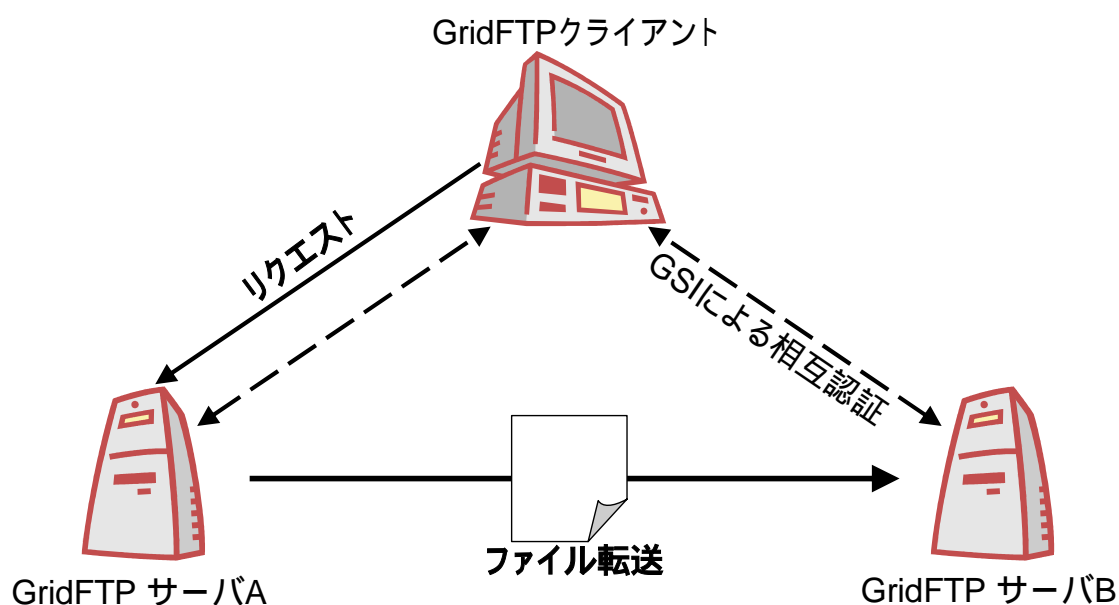 GridFTPクライアント
リクエスト
GSIによる相互認証
ファイル転送
GridFTP サーバA
GridFTP サーバB